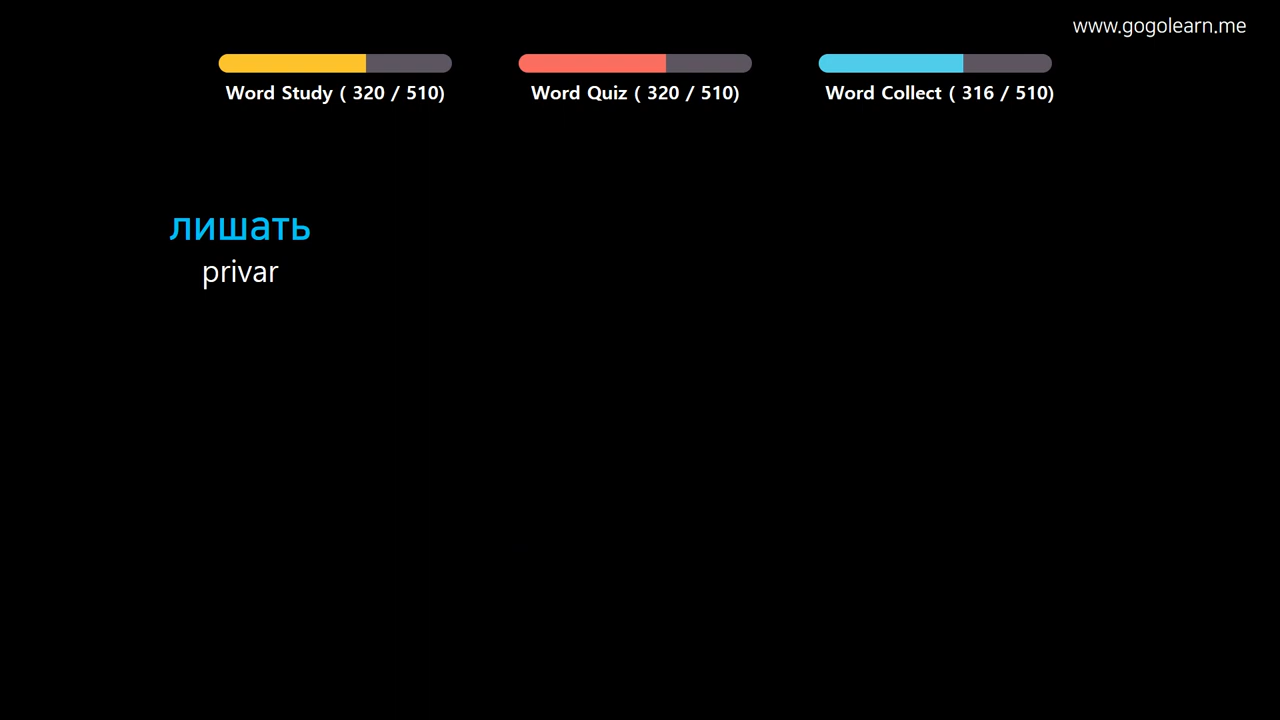 www.gogolearn.me
Word Study ( 320 / 510)
Word Quiz ( 320 / 510)
Word Collect ( 316 / 510)
лишать
privar